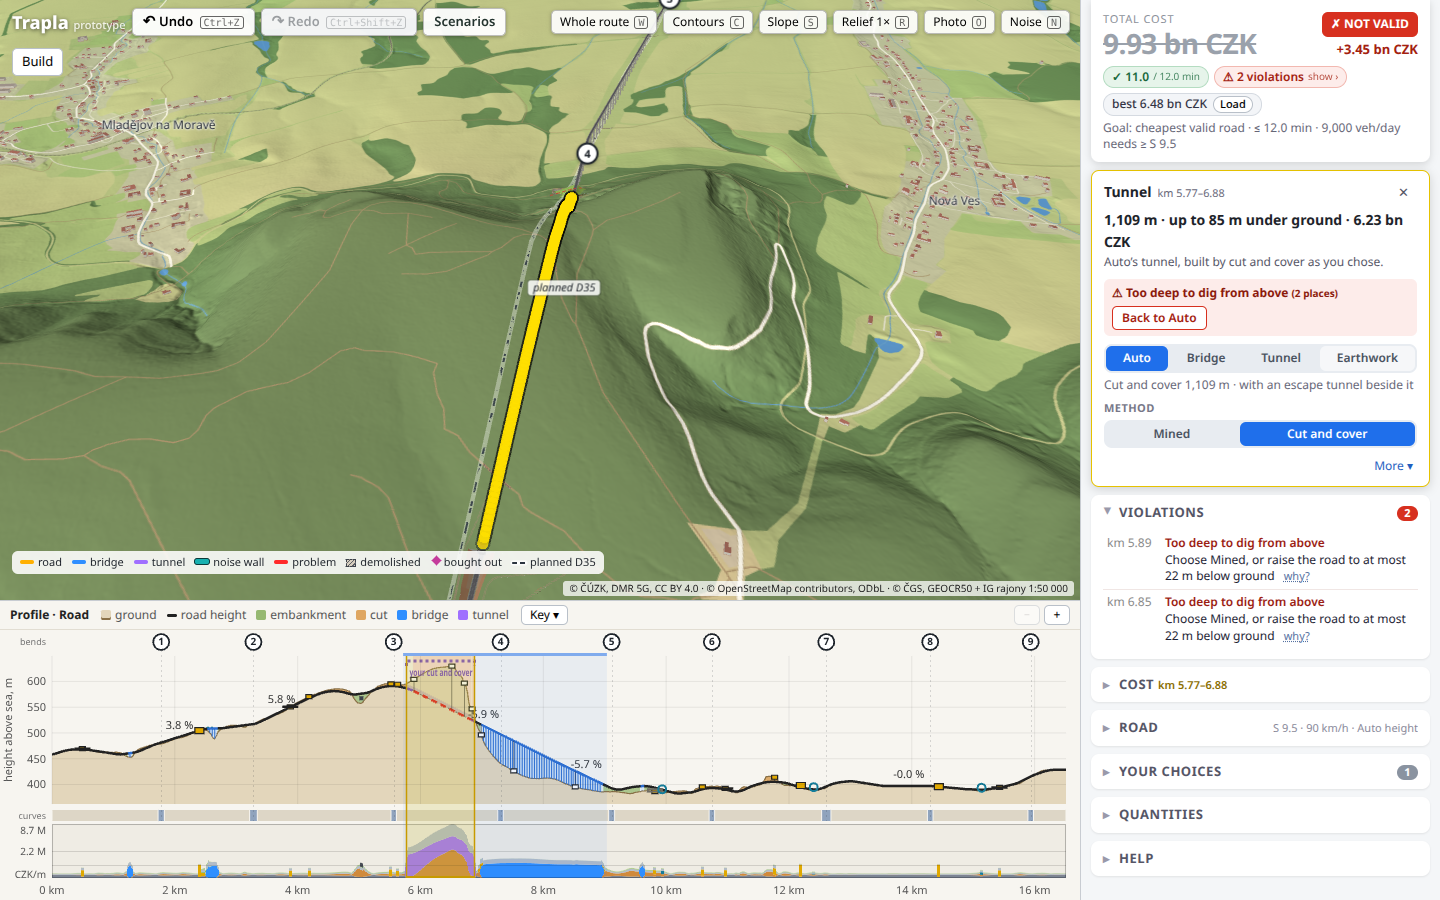 Trapla prototype
↶ Undo Ctrl+Z
↷ Redo Ctrl+Shift+Z
Scenarios
Whole route W
Contours C
Slope S
Relief 1× R
Photo O
Noise N
Build
Mladějov na Moravě
Nová Ves
4
planned D35
road
bridge
tunnel
noise wall
problem
demolished
bought out
planned D35
© ČÚZK, DMR 5G, CC BY 4.0 · © OpenStreetMap contributors, ODbL · © ČGS, GEOCR50 + IG rajony 1:50 000
Profile · Road
ground
road height
embankment
cut
bridge
tunnel
Key ▾
−
+
bends
1 2 3 4 5 6 7 8 9
height above sea, m
600
550
500
450
400
3.8 %
5.8 %
your cut and cover
5.9 %
-5.7 %
-0.0 %
curves
8.7 M
2.2 M
CZK/m
0 km 2 km 4 km 6 km 8 km 10 km 12 km 14 km 16 km
TOTAL COST
✗ NOT VALID
9.93 bn CZK
+3.45 bn CZK
✓ 11.0 / 12.0 min
⚠ 2 violations show ›
best 6.48 bn CZK Load
Goal: cheapest valid road · ≤ 12.0 min · 9,000 veh/day
needs ≥ S 9.5
Tunnel km 5.77–6.88
✕
1,109 m · up to 85 m under ground · 6.23 bn
CZK
Auto's tunnel, built by cut and cover as you chose.
⚠ Too deep to dig from above (2 places)
Back to Auto
Auto
Bridge
Tunnel
Earthwork
Cut and cover 1,109 m · with an escape tunnel beside it
METHOD
Mined
Cut and cover
More ▾
▼ VIOLATIONS 2
km 5.89 Too deep to dig from above
Choose Mined, or raise the road to at most
22 m below ground why?
km 6.85 Too deep to dig from above
Choose Mined, or raise the road to at most
22 m below ground why?
▶ COST km 5.77–6.88
▶ ROAD S 9.5 · 90 km/h · Auto height
▶ YOUR CHOICES 1
▶ QUANTITIES
▶ HELP